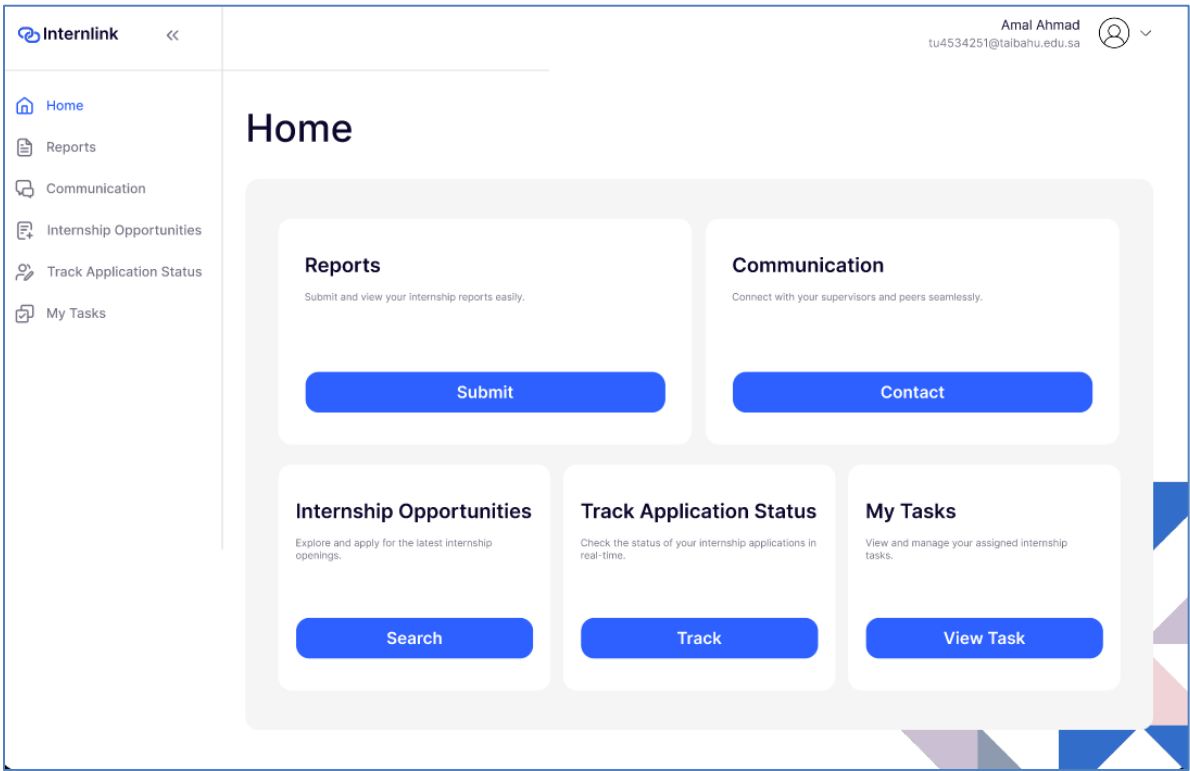 Internlink
Amal Ahmad
tu4534251@taibahu.edu.sa
Home
Reports
Communication
Internship Opportunities
Track Application Status
My Tasks
Home
Reports
Submit and view your internship reports easily.
Submit
Communication
Connect with your supervisors and peers seamlessly.
Contact
Internship Opportunities
Explore and apply for the latest internship
openings.
Search
Track Application Status
Check the status of your internship applications in
real-time.
Track
My Tasks
View and manage your assigned internship
tasks.
View Task